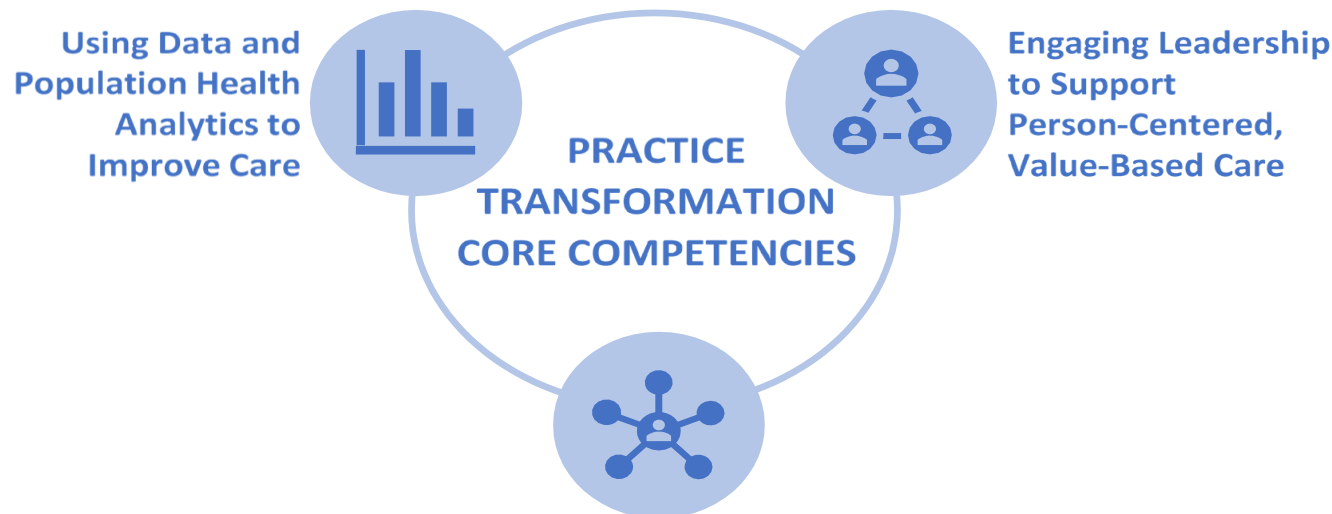 Using Data and
Population Health
Analytics to
Improve Care
Engaging Leadership
to Support
Person-Centered,
Value-Based Care
PRACTICE
TRANSFORMATION
CORE COMPETENCIES